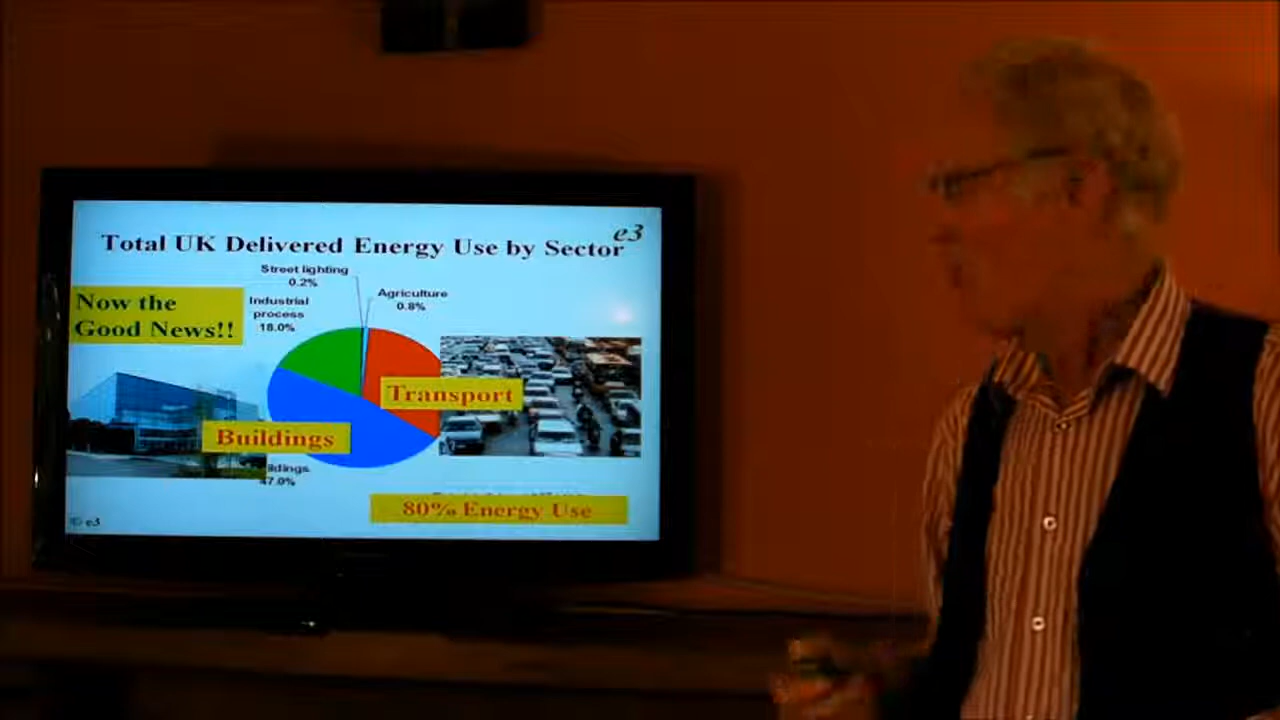 e3
Total UK Delivered Energy Use by Sector
Street lighting
0.2%
Agriculture
0.8%
Now the
Good News!!
Industrial
process
18.0%
Transport
Buildings
ldings
47.0%
80% Energy Use
© e3